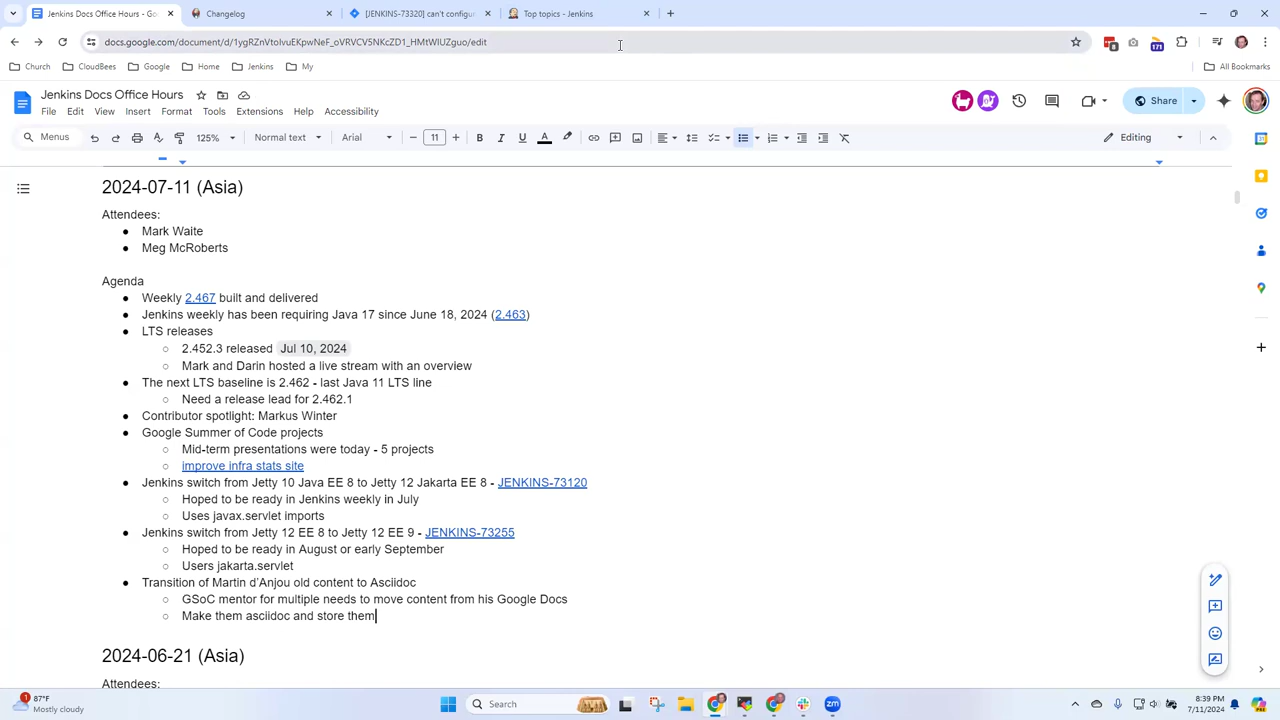 Jenkins Docs Office Hours - Go
Changelog
[JENKINS-73320] can't configur
Top topics - Jenkins
docs.google.com/document/d/1ygRZnVtoIvuEKpwNeF_oVRVCV5NKcZD1_HMtWIUZguo/edit
8
171
Church
CloudBees
Google
Home
Jenkins
My
All Bookmarks
Jenkins Docs Office Hours
File Edit View Insert Format Tools Extensions Help Accessibility
Share
Menus
125%
Normal text
Arial
11
Editing
2024-07-11 (Asia)
Attendees:
● Mark Waite
● Meg McRoberts
Agenda
● Weekly 2.467 built and delivered
● Jenkins weekly has been requiring Java 17 since June 18, 2024 (2.463)
● LTS releases
○ 2.452.3 released Jul 10, 2024
○ Mark and Darin hosted a live stream with an overview
● The next LTS baseline is 2.462 - last Java 11 LTS line
○ Need a release lead for 2.462.1
● Contributor spotlight: Markus Winter
● Google Summer of Code projects
○ Mid-term presentations were today - 5 projects
○ improve infra stats site
● Jenkins switch from Jetty 10 Java EE 8 to Jetty 12 Jakarta EE 8 - JENKINS-73120
○ Hoped to be ready in Jenkins weekly in July
○ Uses javax.servlet imports
● Jenkins switch from Jetty 12 EE 8 to Jetty 12 EE 9 - JENKINS-73255
○ Hoped to be ready in August or early September
○ Users jakarta.servlet
● Transition of Martin d'Anjou old content to Asciidoc
○ GSoC mentor for multiple needs to move content from his Google Docs
○ Make them asciidoc and store them
2024-06-21 (Asia)
Attendees:
1
87°F
Mostly cloudy
Search
8:39 PM
7/11/2024